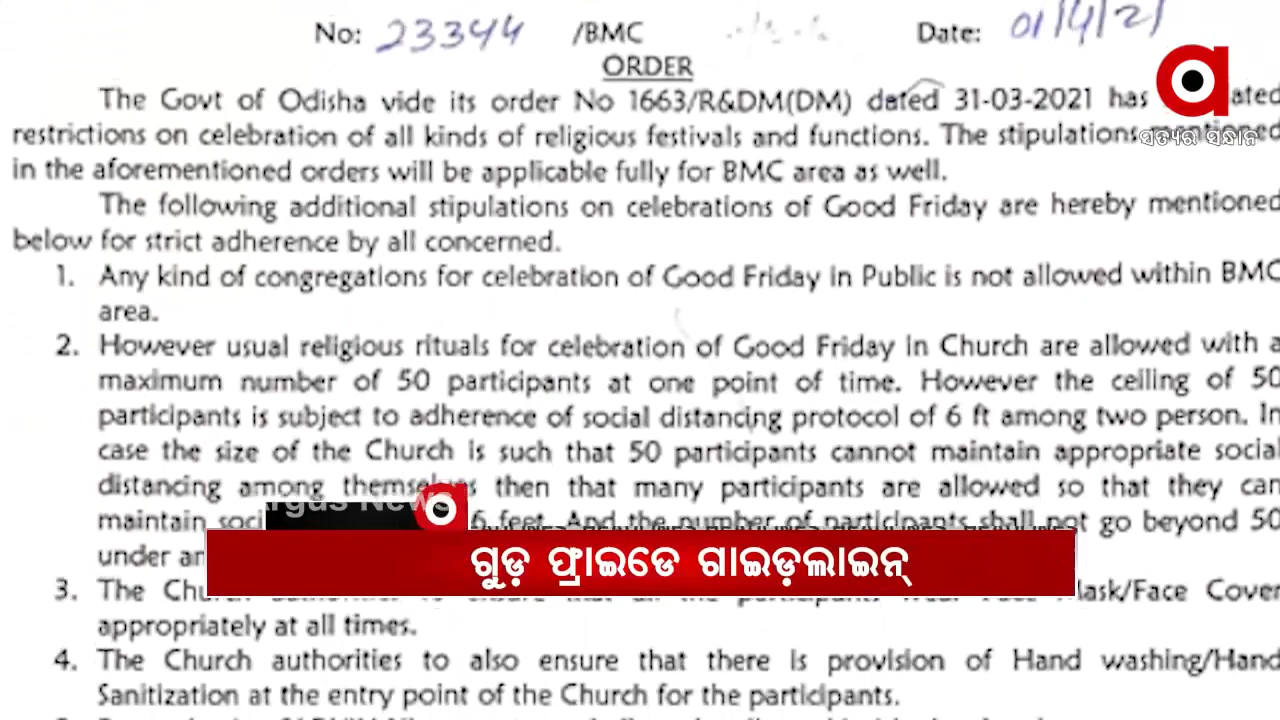 No: 23344 /BMC Date: 01/4/21
ORDER
The Govt of Odisha vide its order No 1663/R&DM(DM) dated 31-03-2021 has
restrictions on celebration of all kinds of religious festivals and functions. The stipulations mentioned
ସତ୍ୟର ସନ୍ଧାନ
in the aforementioned orders will be applicable fully for BMC area as well.
The following additional stipulations on celebrations of Good Friday are hereby mentioned
below for strict adherence by all concerned.
1. Any kind of congregations for celebration of Good Friday in Public is not allowed within BMC
area.
2. However usual religious rituals for celebration of Good Friday in Church are allowed with a
maximum number of 50 participants at one point of time. However the ceiling of 50
participants is subject to adherence of social distancing protocol of 6 ft among two person. In
case the size of the Church is such that 50 participants cannot maintain appropriate social
distancing among themselves then that many participants are allowed so that they can
maintain 6 feet. And the number of participants shall not go beyond 50
Argus News
under
ଗୁଡ଼ ଫ୍ରାଇଡେ ଗାଇଡ଼ଲାଇନ୍
3. The Mask/Face Cover
appropriately at all times.
4. The Church authorities to also ensure that there is provision of Hand washing/Hand
Sanitization at the entry point of the Church for the participants.